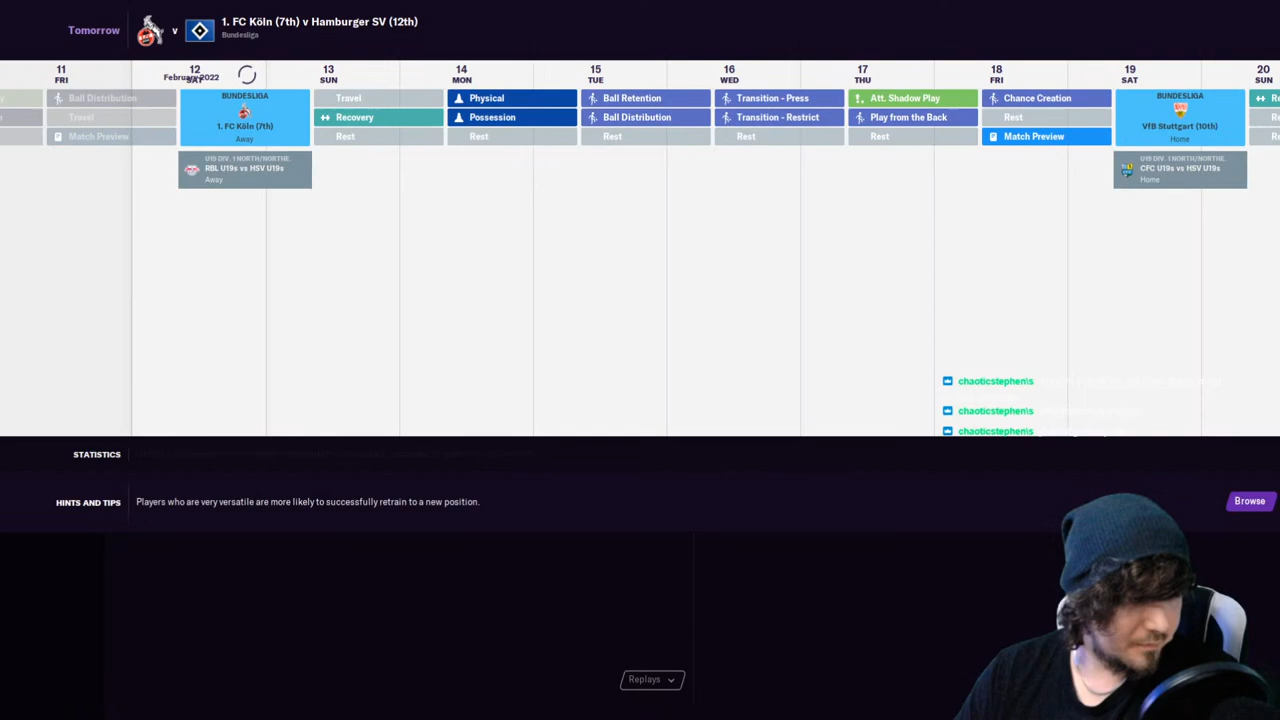 Tomorrow
v
1. FC Köln (7th) v Hamburger SV (12th)
Bundesliga
11
FRI
12
SAT
February 2022
13
SUN
14
MON
15
TUE
16
WED
17
THU
18
FRI
19
SAT
20
SUN
Ball Distribution
Travel
Match Preview
BUNDESLIGA
1. FC Köln (7th)
Away
U19 DIV. 1 NORTH/NORTHE.
RBL U19s vs HSV U19s
Away
Travel
Recovery
Rest
Physical
Possession
Rest
Ball Retention
Ball Distribution
Rest
Transition - Press
Transition - Restrict
Rest
Att. Shadow Play
Play from the Back
Rest
Chance Creation
Rest
Match Preview
BUNDESLIGA
VfB Stuttgart (10th)
Home
U19 DIV. 1 NORTH/NORTHE.
CFC U19s vs HSV U19s
Home
chaoticstephen\s
chaoticstephen\s
chaoticstephen\s
STATISTICS
HINTS AND TIPS
Players who are very versatile are more likely to successfully retrain to a new position.
Browse
Replays